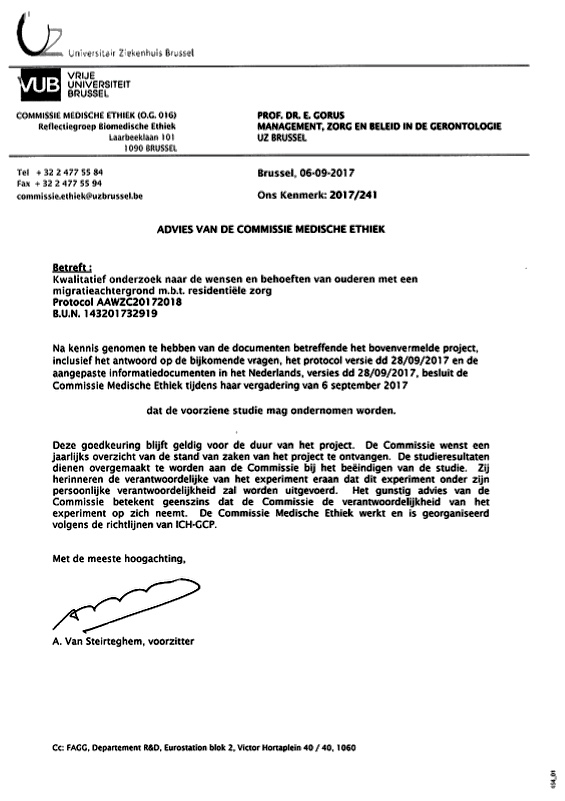 Universitair Ziekenhuis Brussel
VUB
VRIJE
UNIVERSITEIT
BRUSSEL
COMMISSIE MEDISCHE ETHIEK (O.G. 016)
Reflectiegroep Biomedische Ethiek
Laarbeeklaan 101
1090 BRUSSEL
PROF. DR. E. GORUS
MANAGEMENT, ZORG EN BELEID IN DE GERONTOLOGIE
UZ BRUSSEL
Tel + 32 2 477 55 84
Fax + 32 2 477 55 94
commissie.ethiek@uzbrussel.be
Brussel, 06-09-2017
Ons Kenmerk: 2017/241
ADVIES VAN DE COMMISSIE MEDISCHE ETHIEK
Betreft :
Kwalitatief onderzoek naar de wensen en behoeften van ouderen met een
migratieachtergrond m.b.t. residentiële zorg
Protocol AAWZC20172018
B.U.N. 143201732919
Na kennis genomen te hebben van de documenten betreffende het bovenvermelde project,
inclusief het antwoord op de bijkomende vragen, het protocol versie dd 28/09/2017 en de
aangepaste informatiedocumenten in het Nederlands, versies dd 28/09/2017, besluit de
Commissie Medische Ethiek tijdens haar vergadering van 6 september 2017
dat de voorziene studie mag ondernomen worden.
Deze goedkeuring blijft geldig voor de duur van het project. De Commissie wenst een
jaarlijks overzicht van de stand van zaken van het project te ontvangen. De studieresultaten
dienen overgemaakt te worden aan de Commissie bij het beëindigen van de studie. Zij
herinneren de verantwoordelijke van het experiment eraan dat dit experiment onder zijn
persoonlijke verantwoordelijkheid zal worden uitgevoerd. Het gunstig advies van de
Commissie betekent geenszins dat de Commissie de verantwoordelijkheid van het
experiment op zich neemt. De Commissie Medische Ethiek werkt en is georganiseerd
volgens de richtlijnen van ICH-GCP.
Met de meeste hoogachting,
A. Van Steirteghem, voorzitter
Cc: FAGG, Departement R&D, Eurostation blok 2, Victor Hortaplein 40 / 40, 1060